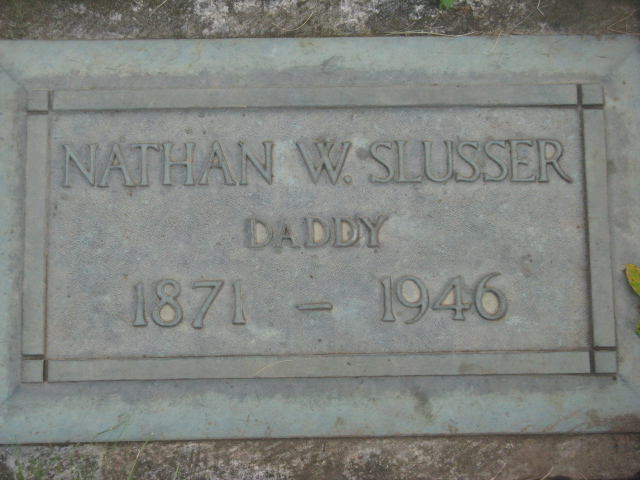 NATHAN W. SLUSSER
DADDY
1871 – 1946